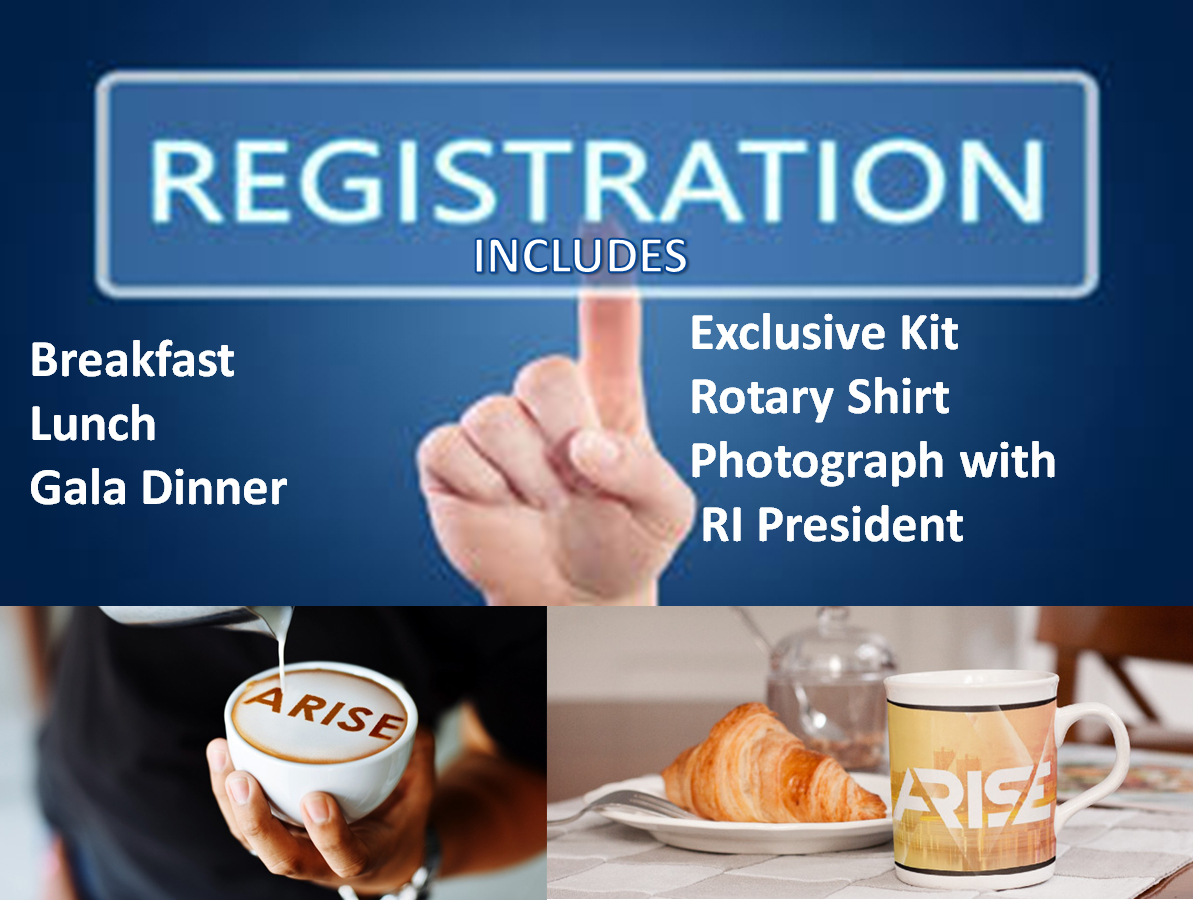 REGISTRATION
INCLUDES
Breakfast
Lunch
Gala Dinner
Exclusive Kit
Rotary Shirt
Photograph with
RI President
ARISE
ARISE